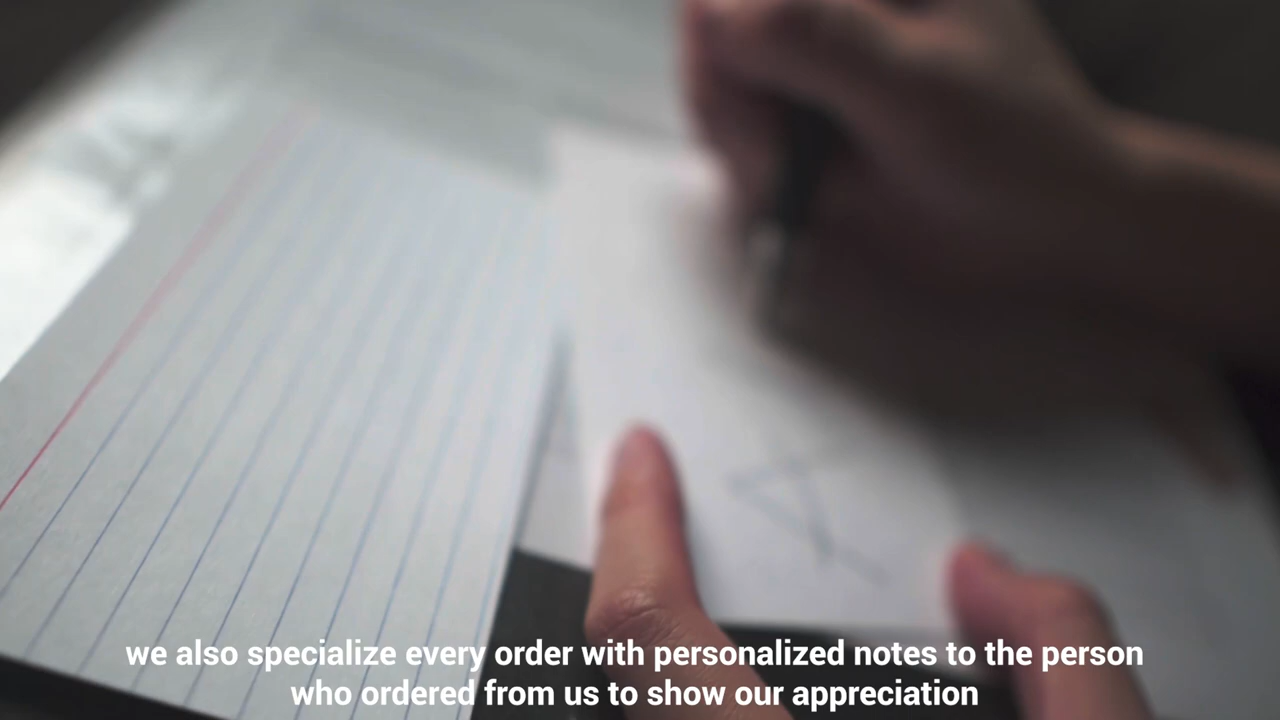 we also specialize every order with personalized notes to the person
who ordered from us to show our appreciation